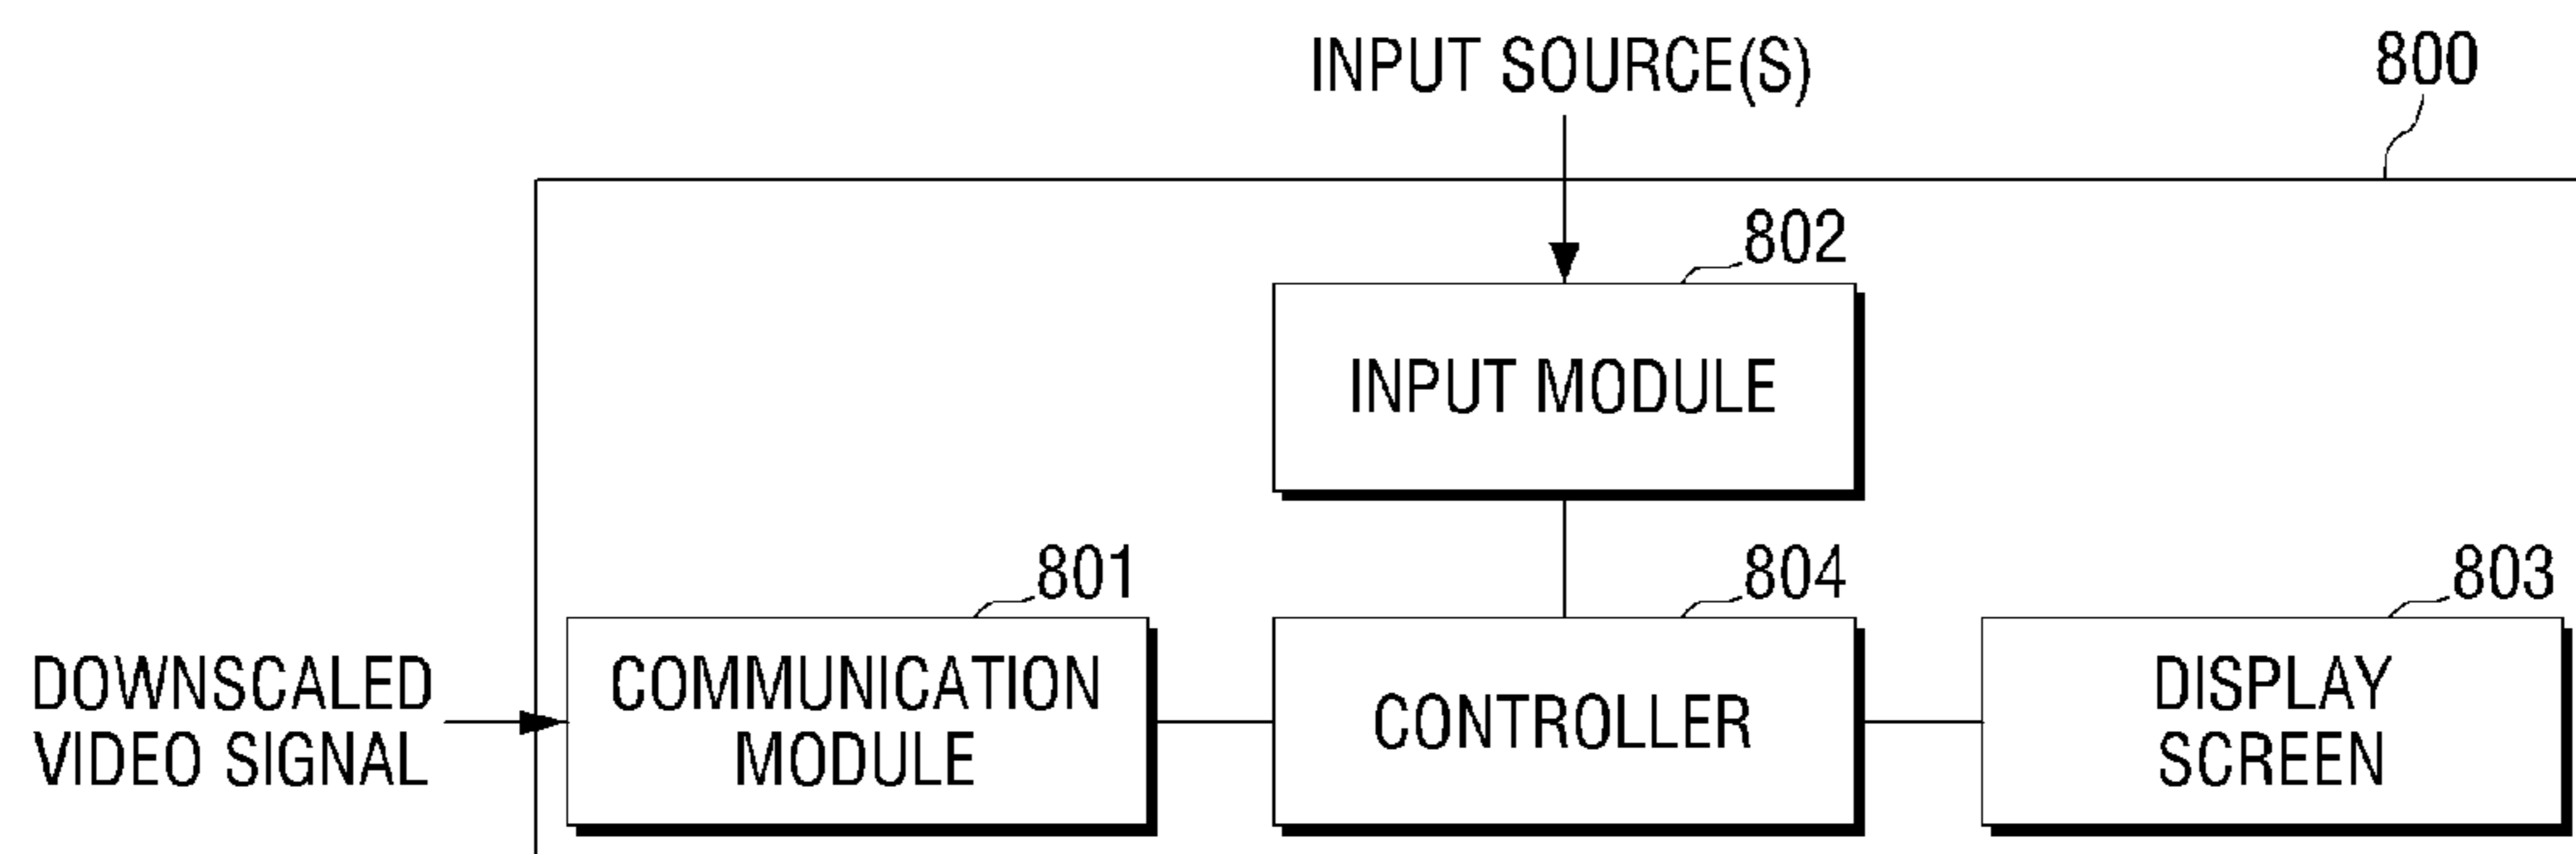 INPUT SOURCE(S)
800
802
INPUT MODULE
801
804
803
DOWNSCALED
VIDEO SIGNAL
COMMUNICATION
MODULE
CONTROLLER
DISPLAY
SCREEN